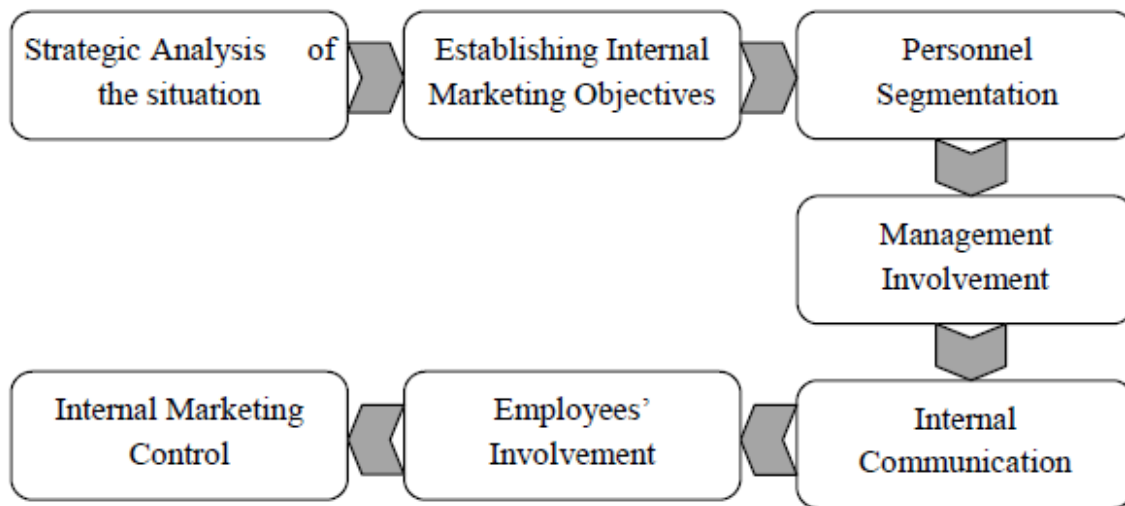 Strategic Analysis of
the situation
Establishing Internal
Marketing Objectives
Personnel
Segmentation
Management
Involvement
Internal
Communication
Employees’
Involvement
Internal Marketing
Control